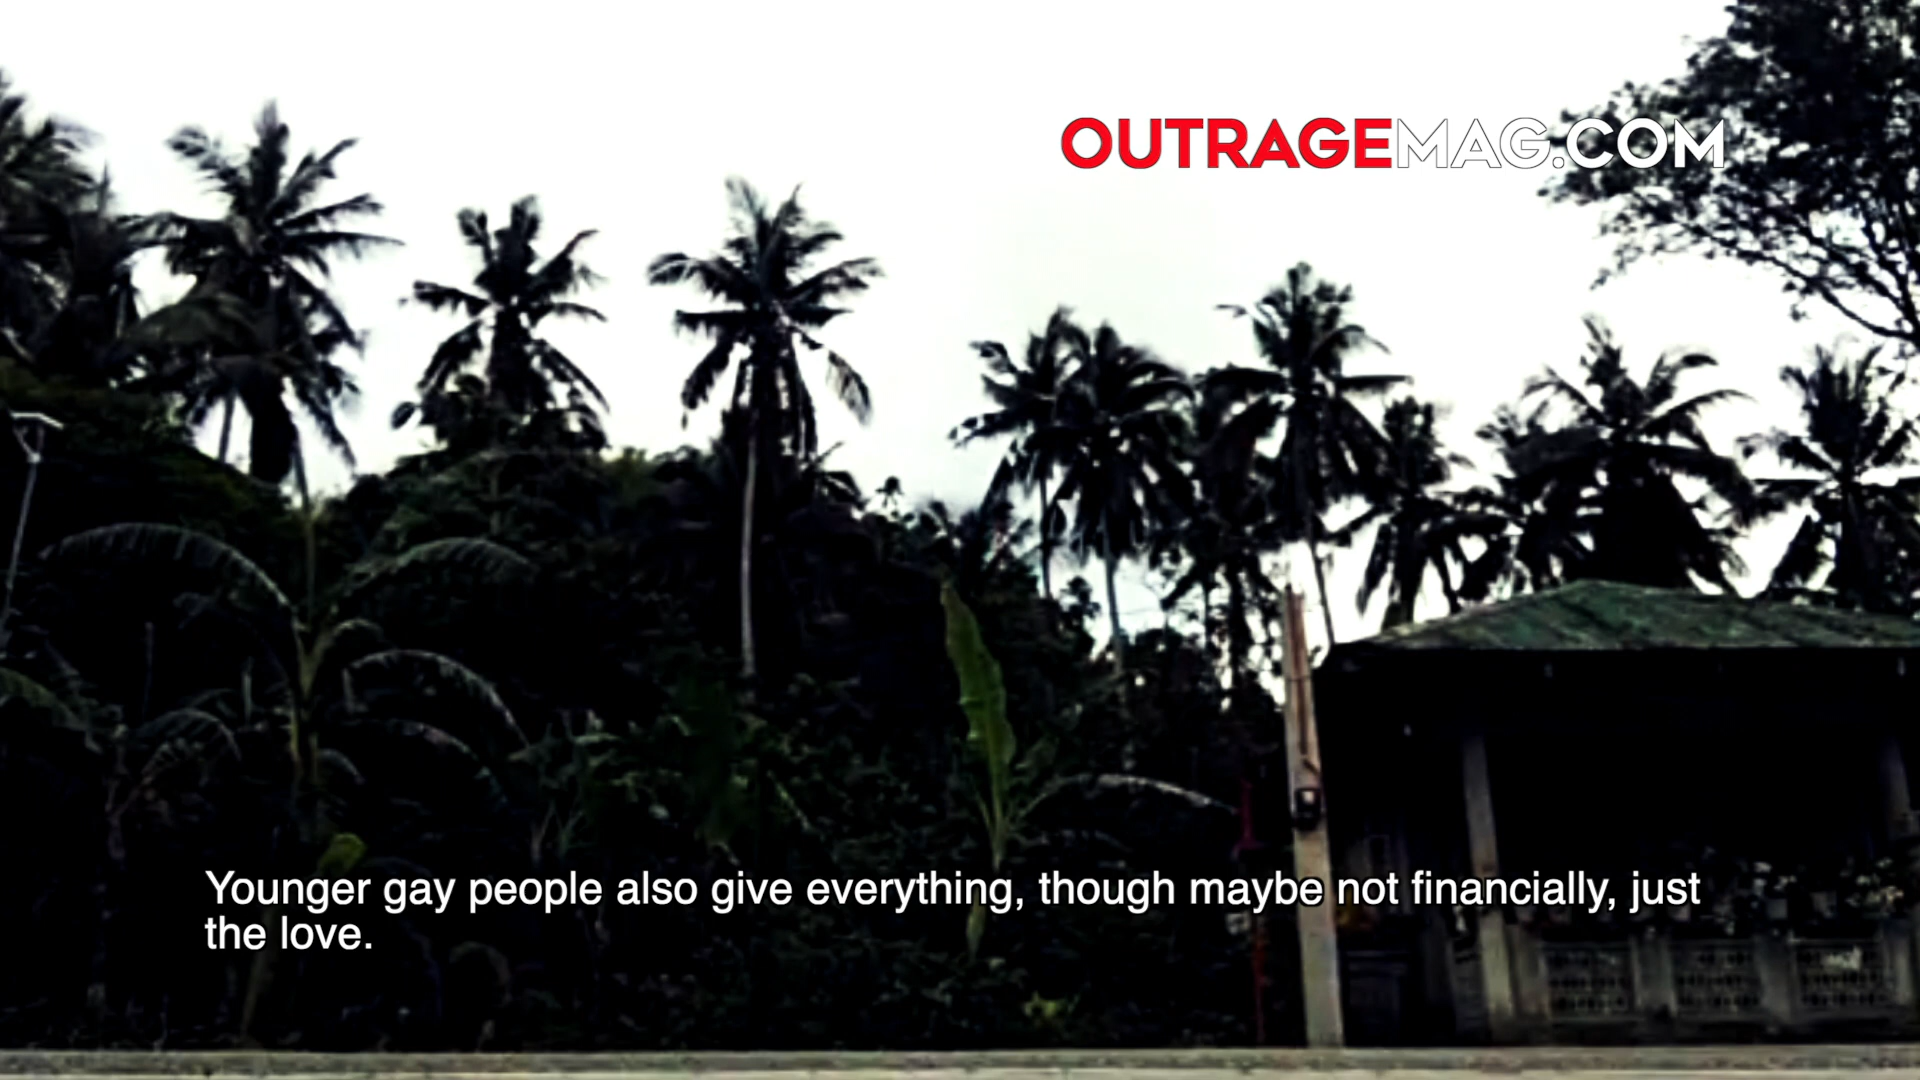 OUTRAGEMAG.COM
Younger gay people also give everything, though maybe not financially, just
the love.